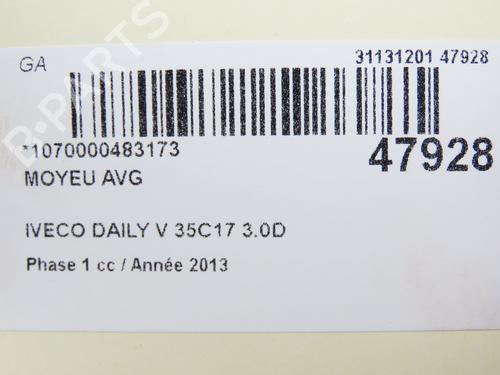 GA
31131201 47928
*1070000483173
47928
MOYEU AVG
IVECO DAILY V 35C17 3.0D
Phase 1 cc / Année 2013
B-PARTS